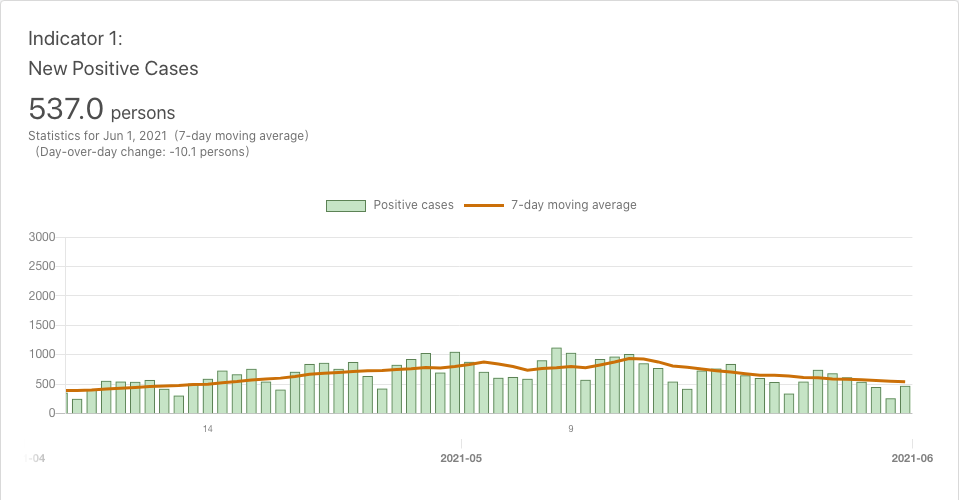 Indicator 1:
New Positive Cases
537.0 persons
Statistics for Jun 1, 2021 (7-day moving average)
(Day-over-day change: -10.1 persons)
Positive cases 7-day moving average
3000
2500
2000
1500
1000
500
0
14 9
-04 2021-05 2021-06